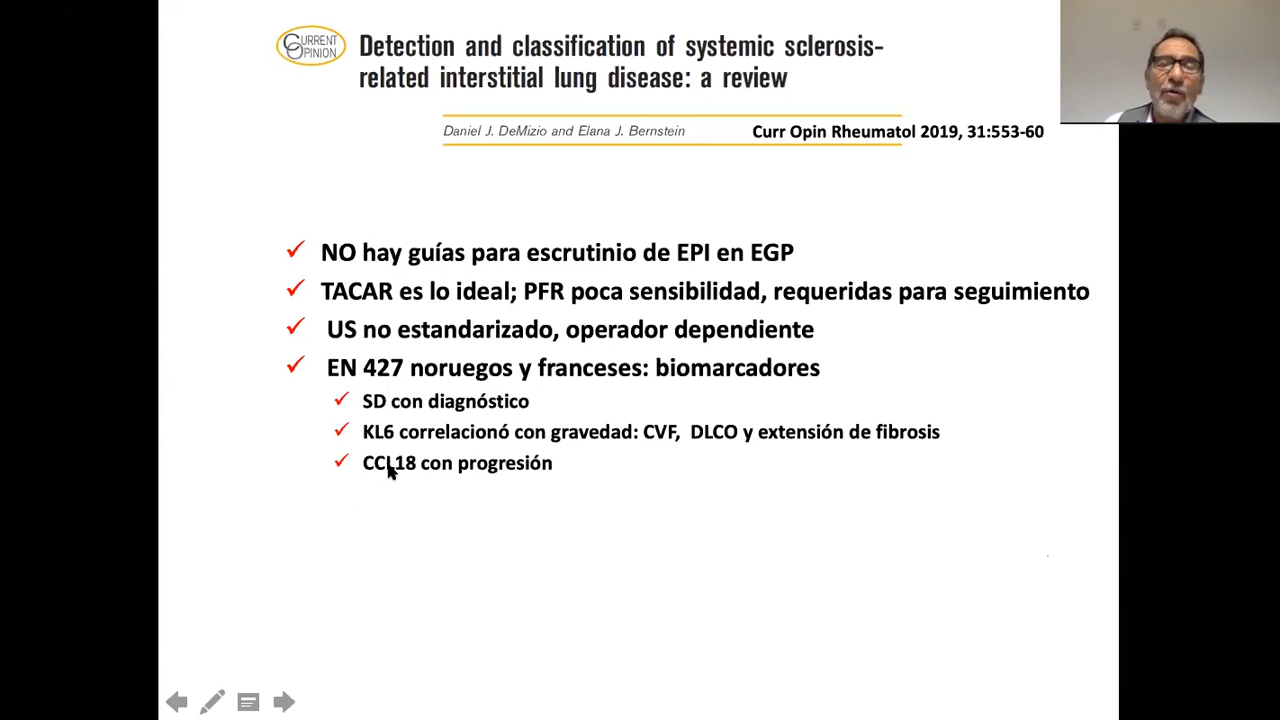 CURRENT
OPINION
Detection and classification of systemic sclerosis-
related interstitial lung disease: a review
Daniel J. DeMizio and Elana J. Bernstein
Curr Opin Rheumatol 2019, 31:553-60
NO hay guías para escrutinio de EPI en EGP
TACAR es lo ideal; PFR poca sensibilidad, requeridas para seguimiento
US no estandarizado, operador dependiente
EN 427 noruegos y franceses: biomarcadores
SD con diagnóstico
KL6 correlacionó con gravedad: CVF, DLCO y extensión de fibrosis
CCL18 con progresión